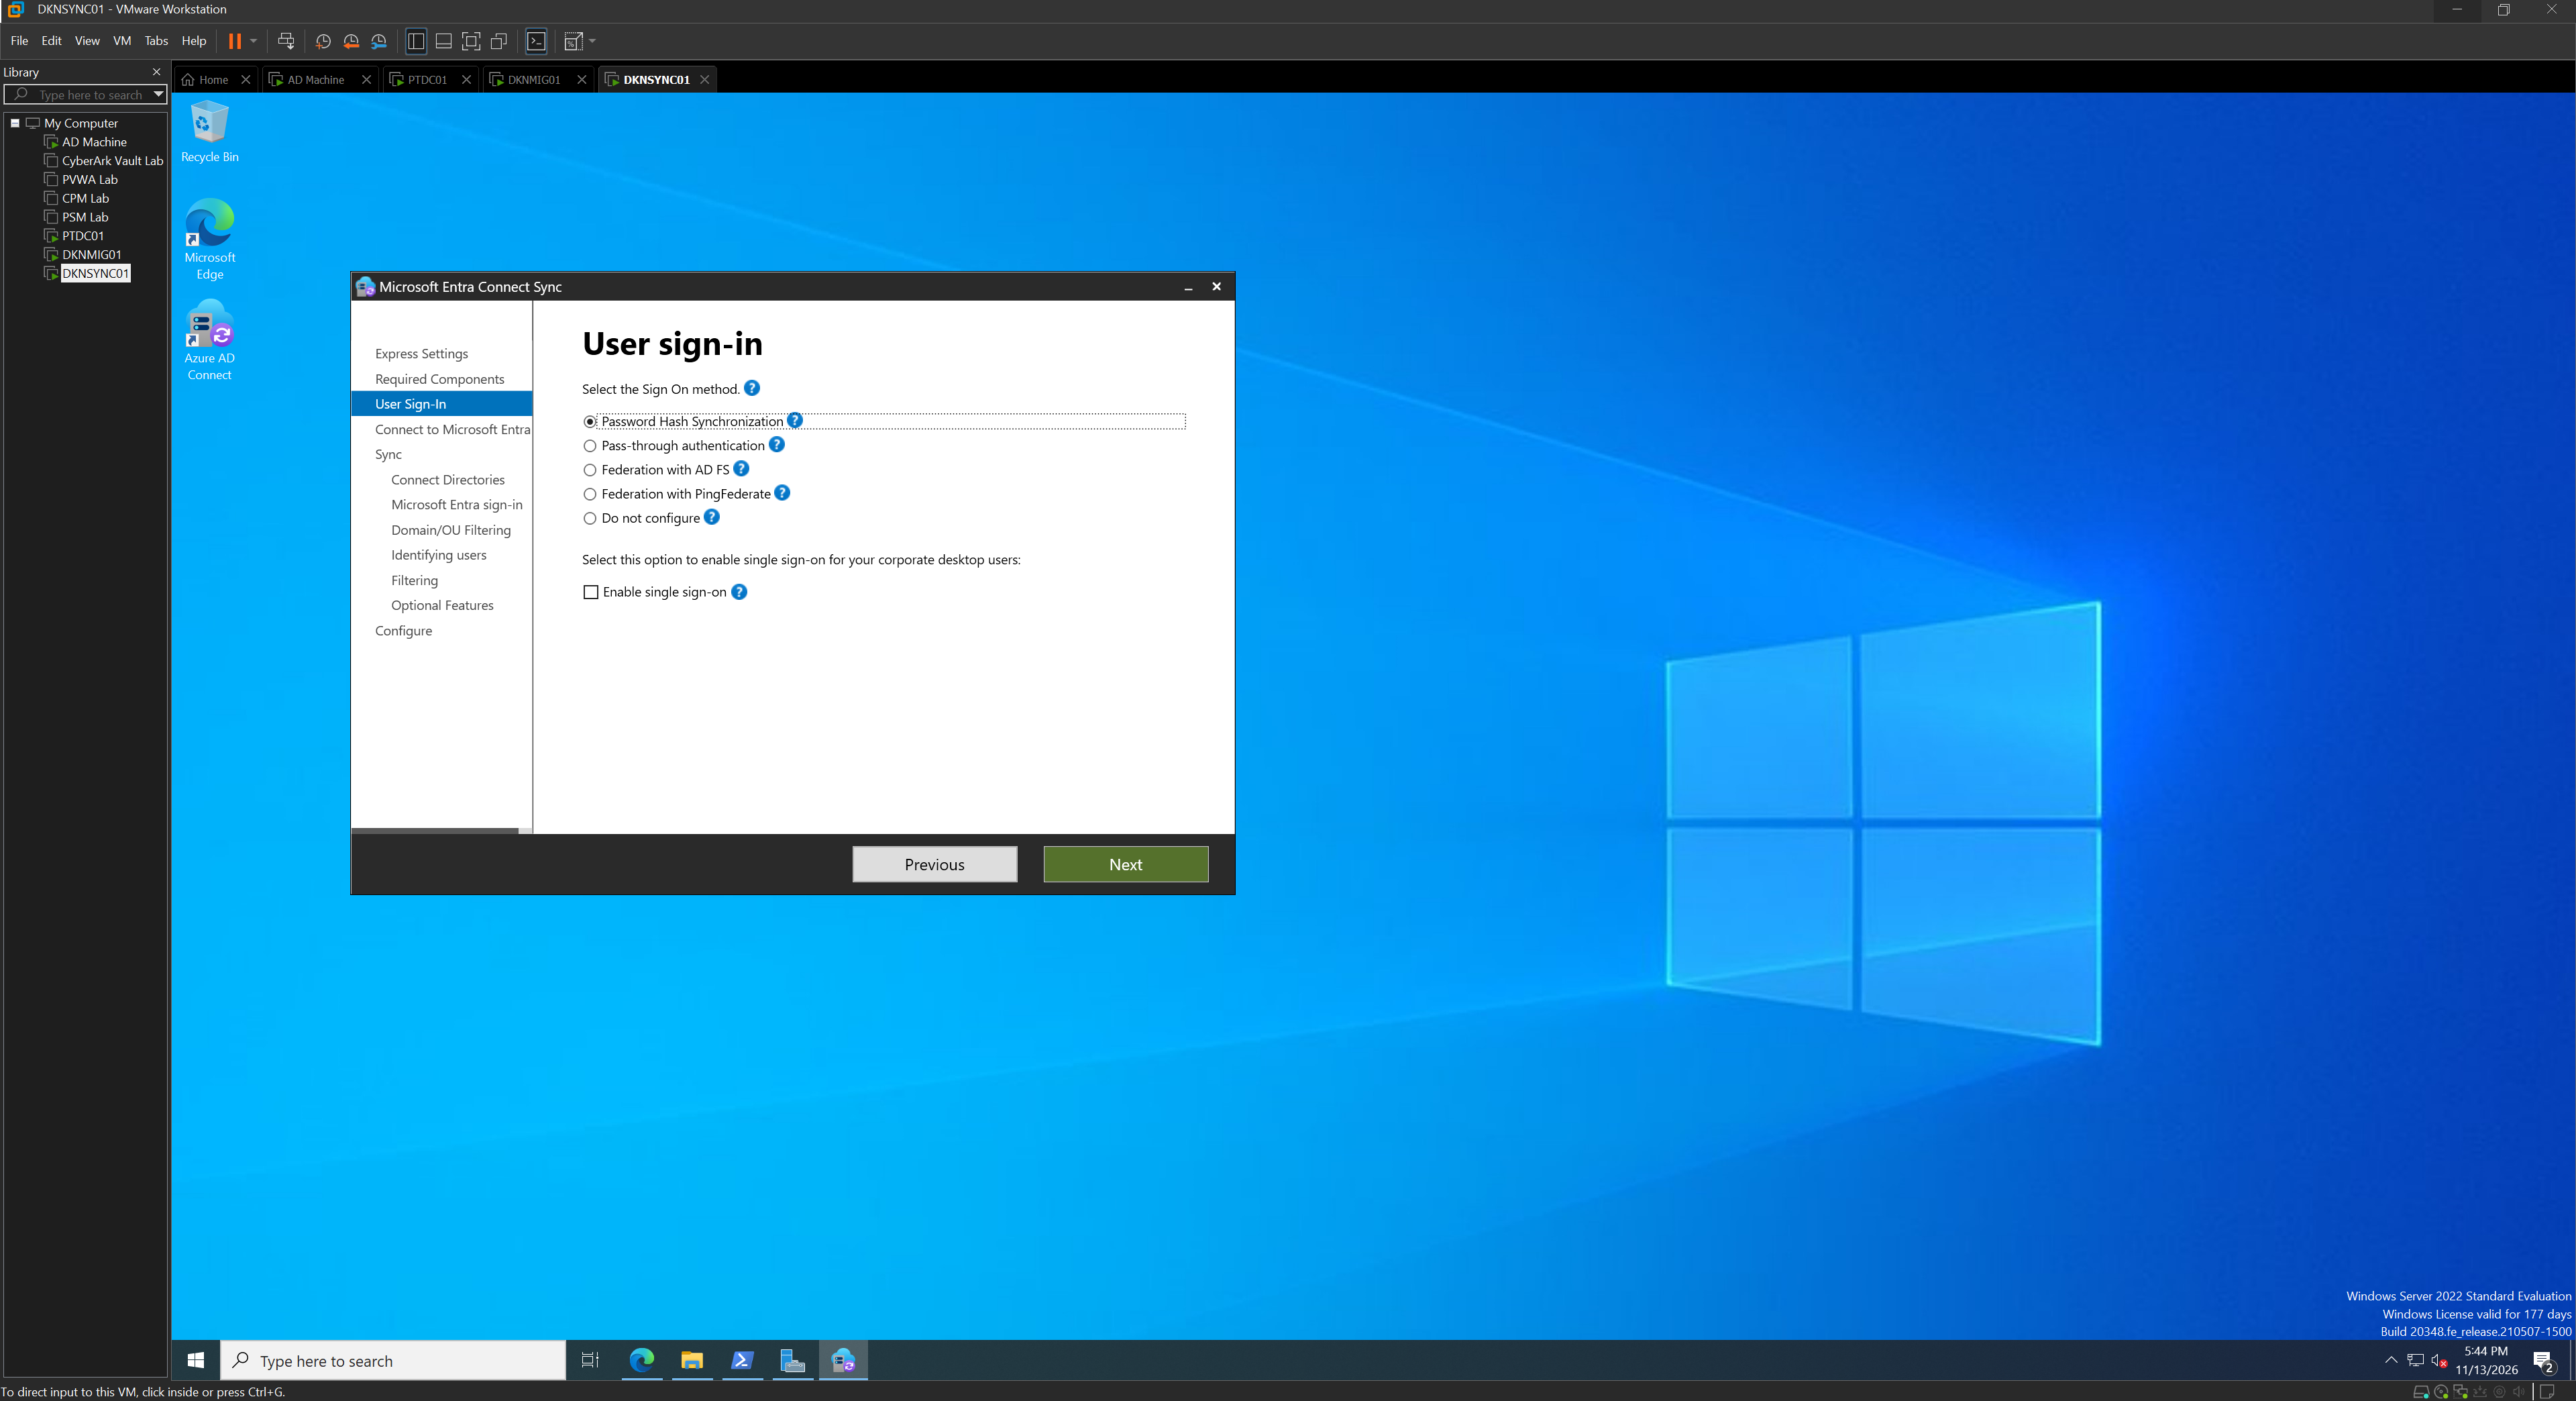 DKNSYNC01 - VMware Workstation
File Edit View VM Tabs Help
Library
Type here to search
Home
AD Machine
PTDC01
DKNMIG01
DKNSYNC01
My Computer
AD Machine
CyberArk Vault Lab
PVWA Lab
CPM Lab
PSM Lab
PTDC01
DKNMIG01
DKNSYNC01
Recycle Bin
Microsoft
Edge
Azure AD
Connect
Microsoft Entra Connect Sync
Express Settings
Required Components
User Sign-In
Connect to Microsoft Entra
Sync
Connect Directories
Microsoft Entra sign-in
Domain/OU Filtering
Identifying users
Filtering
Optional Features
Configure
User sign-in
Select the Sign On method. ?
Password Hash Synchronization ?
Pass-through authentication ?
Federation with AD FS ?
Federation with PingFederate ?
Do not configure ?
Select this option to enable single sign-on for your corporate desktop users:
Enable single sign-on ?
Previous
Next
Windows Server 2022 Standard Evaluation
Windows License valid for 177 days
Build 20348.fe_release.210507-1500
Type here to search
5:44 PM
11/13/2026
2
To direct input to this VM, click inside or press Ctrl+G.